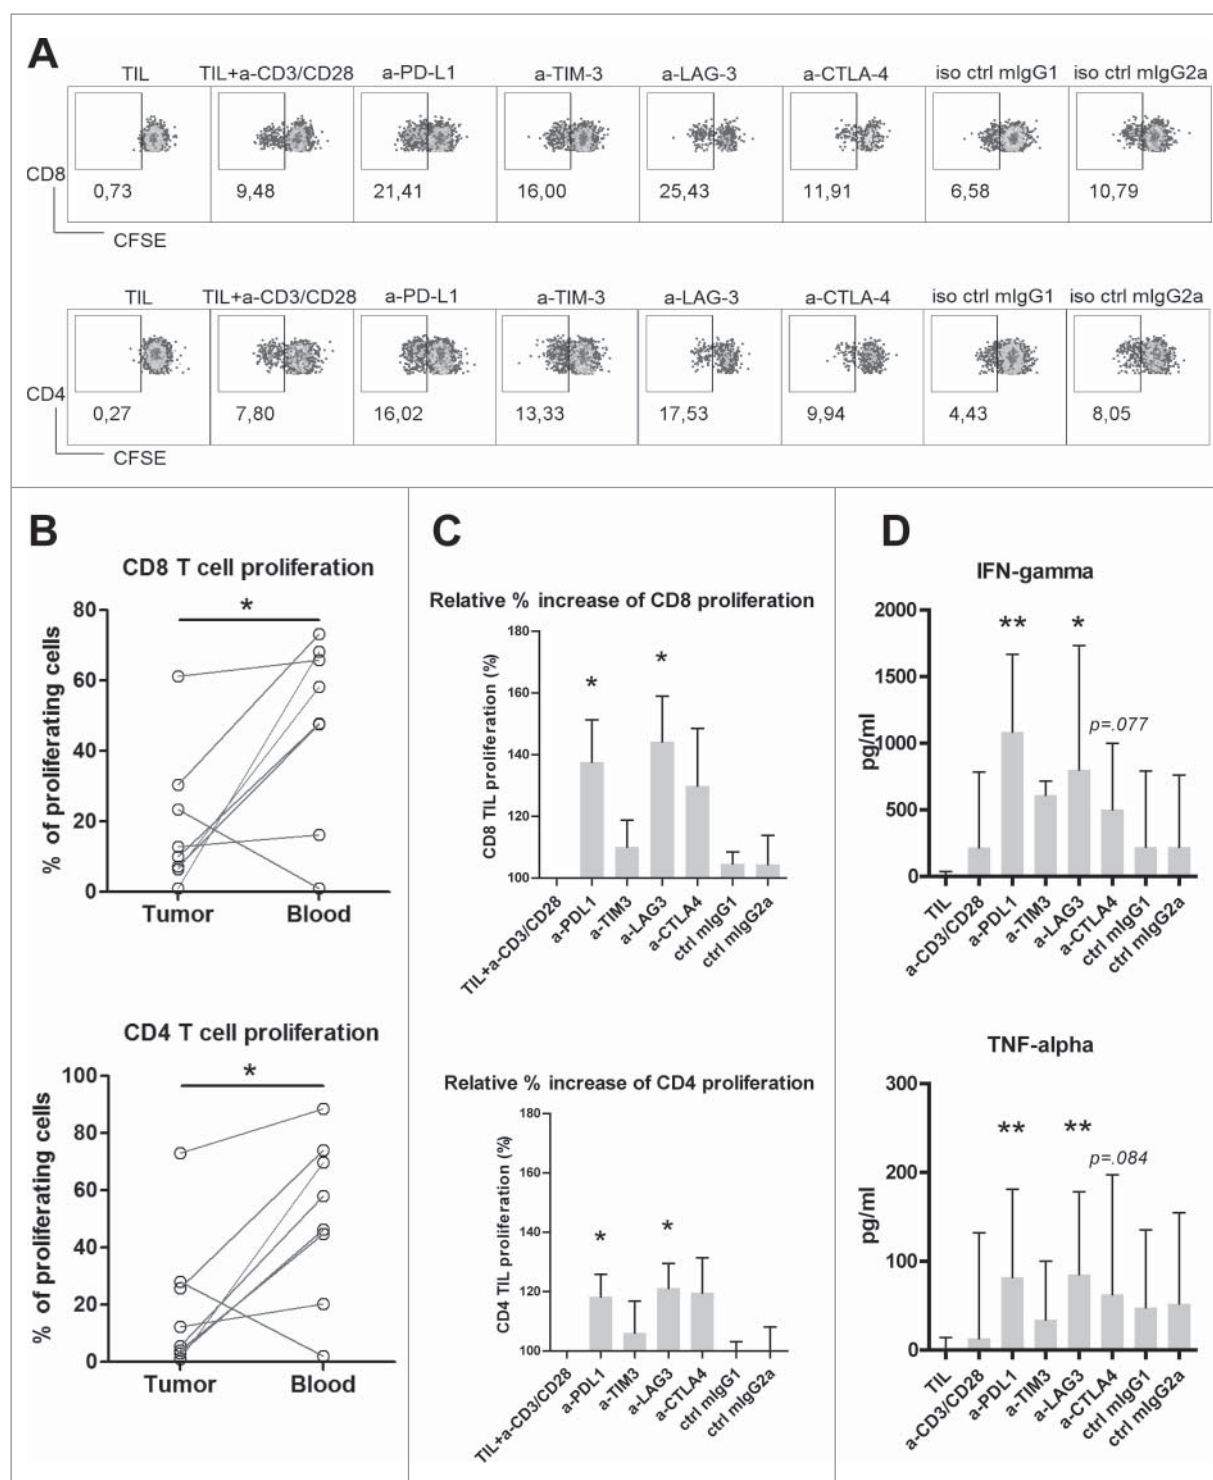 A
TIL TIL+a-CD3/CD28 a-PD-L1 a-TIM-3 a-LAG-3 a-CTLA-4 iso ctrl mIgG1 iso ctrl mIgG2a
CD8
0,73 9,48 21,41 16,00 25,43 11,91 6,58 10,79
CFSE
TIL TIL+a-CD3/CD28 a-PD-L1 a-TIM-3 a-LAG-3 a-CTLA-4 iso ctrl mIgG1 iso ctrl mIgG2a
CD4
0,27 7,80 16,02 13,33 17,53 9,94 4,43 8,05
CFSE
B
CD8 T cell proliferation
*
% of proliferating cells
80
60
40
20
0
Tumor Blood
CD4 T cell proliferation
*
% of proliferating cells
100
80
60
40
20
0
Tumor Blood
C
Relative % increase of CD8 proliferation
CD8 TIL proliferation (%)
180
160
140
120
100
* *
TIL+a-CD3/CD28 a-PDL1 a-TIM3 a-LAG3 a-CTLA4 ctrl mIgG1 ctrl mIgG2a
Relative % increase of CD4 proliferation
CD4 TIL proliferation (%)
180
160
140
120
100
* *
TIL+a-CD3/CD28 a-PDL1 a-TIM3 a-LAG3 a-CTLA4 ctrl mIgG1 ctrl mIgG2a
D
IFN-gamma
pg/ml
2000
1500
1000
500
0
** *
p=.077
TIL a-CD3/CD28 a-PDL1 a-TIM3 a-LAG3 a-CTLA4 ctrl mIgG1 ctrl mIgG2a
TNF-alpha
pg/ml
300
200
100
0
** **
p=.084
TIL a-CD3/CD28 a-PDL1 a-TIM3 a-LAG3 a-CTLA4 ctrl mIgG1 ctrl mIgG2a